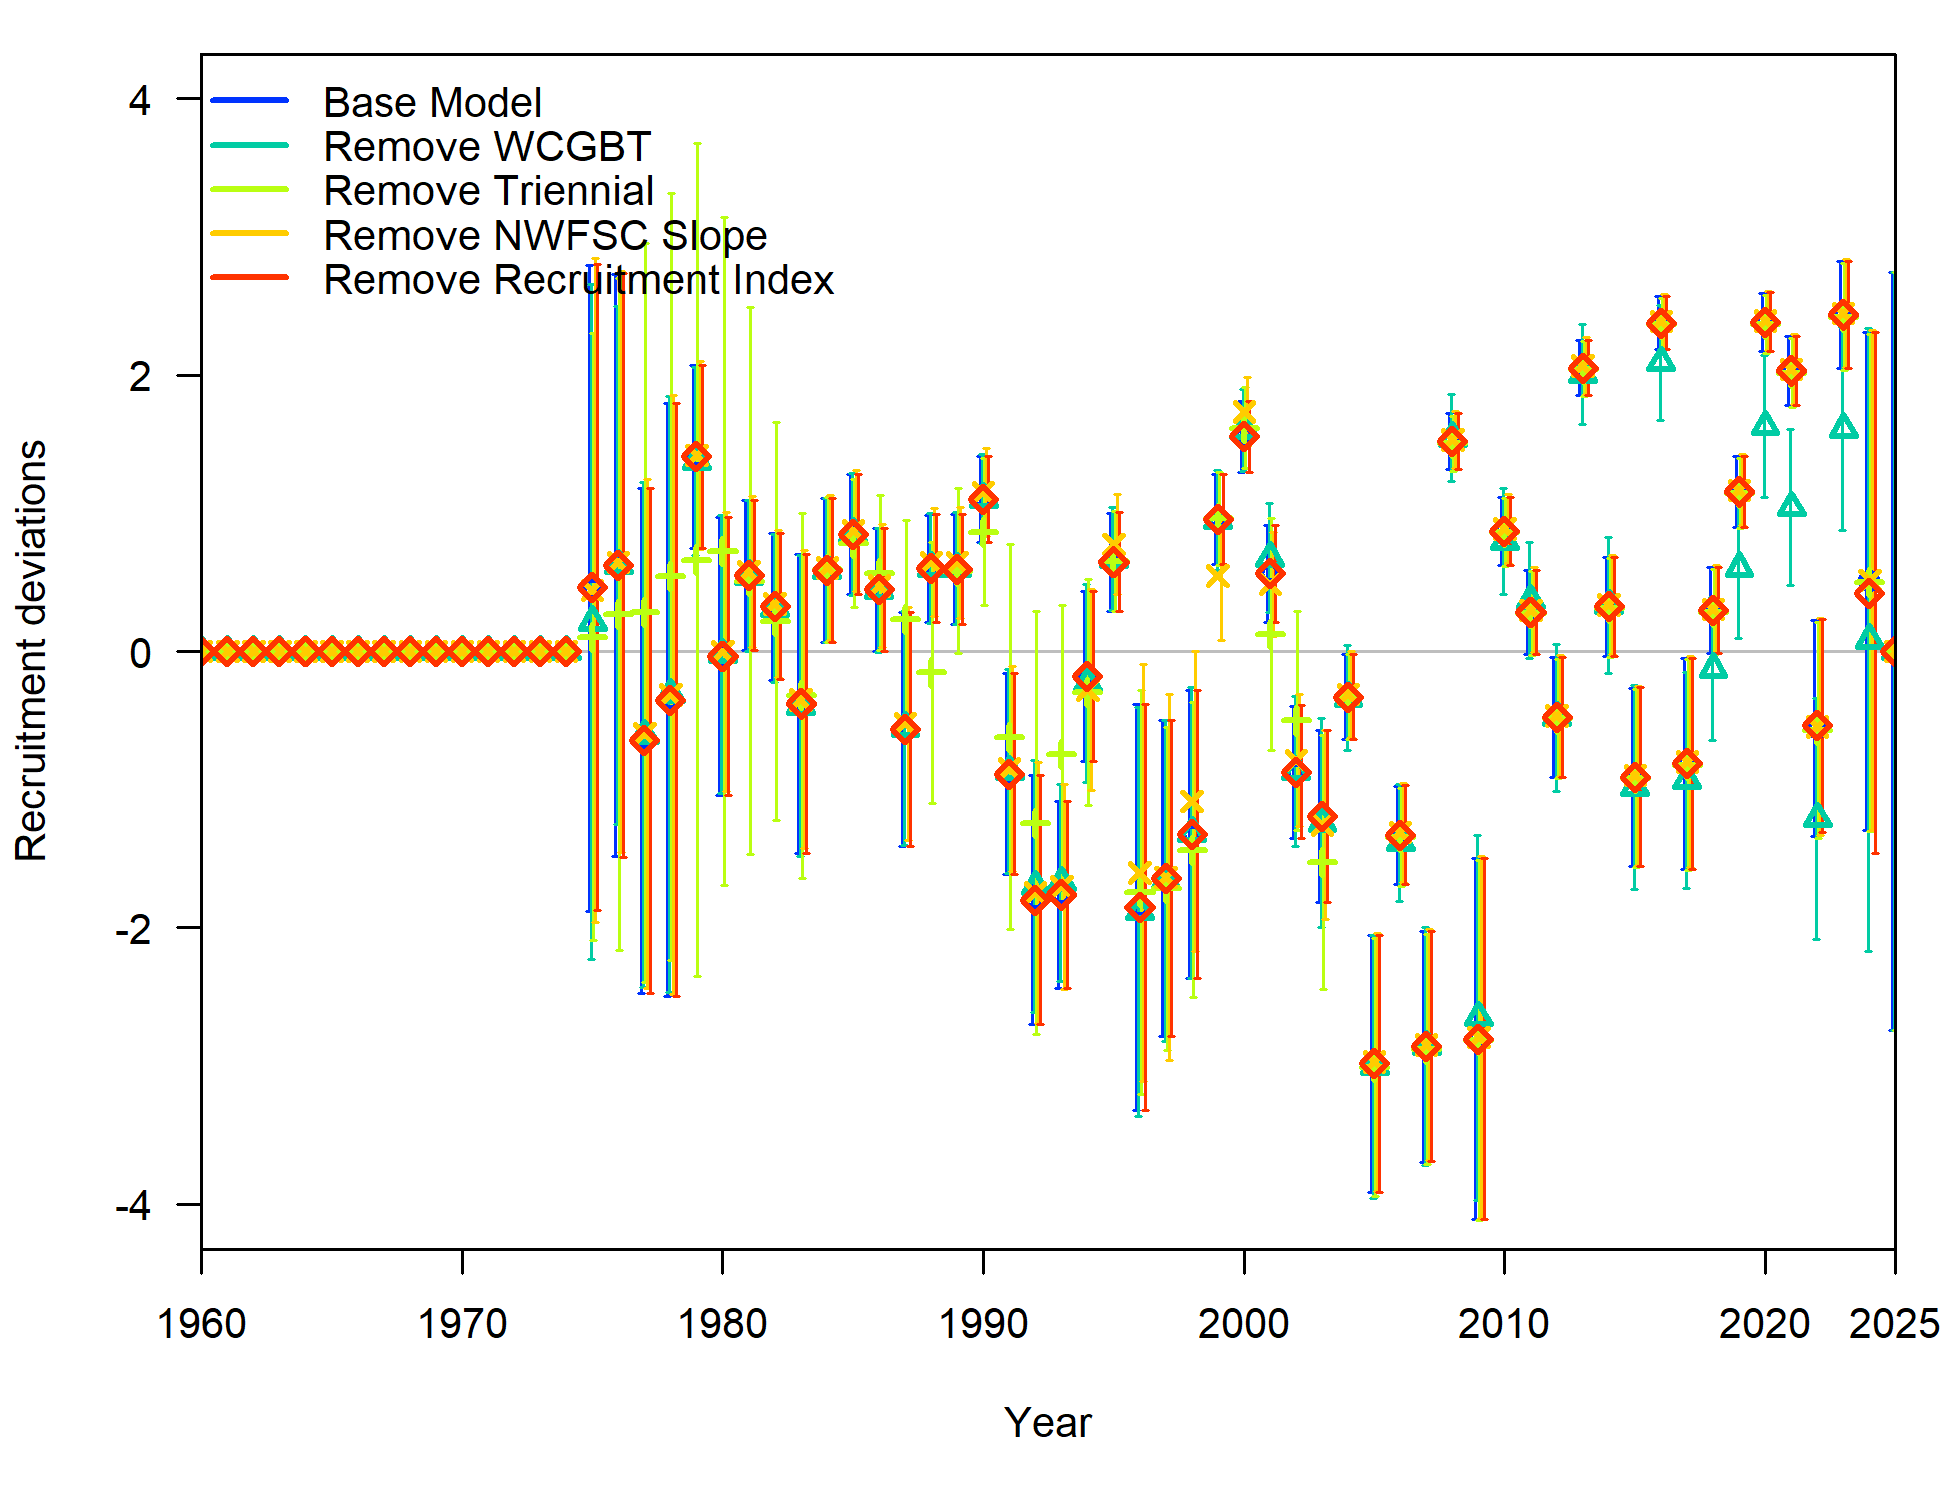 4
2
0
-2
-4
Recruitment deviations
Base Model
Remove WCGBT
Remove Triennial
Remove NWFSC Slope
Remove Recruitment Index
1960 1970 1980 1990 2000 2010 2020 2025
Year